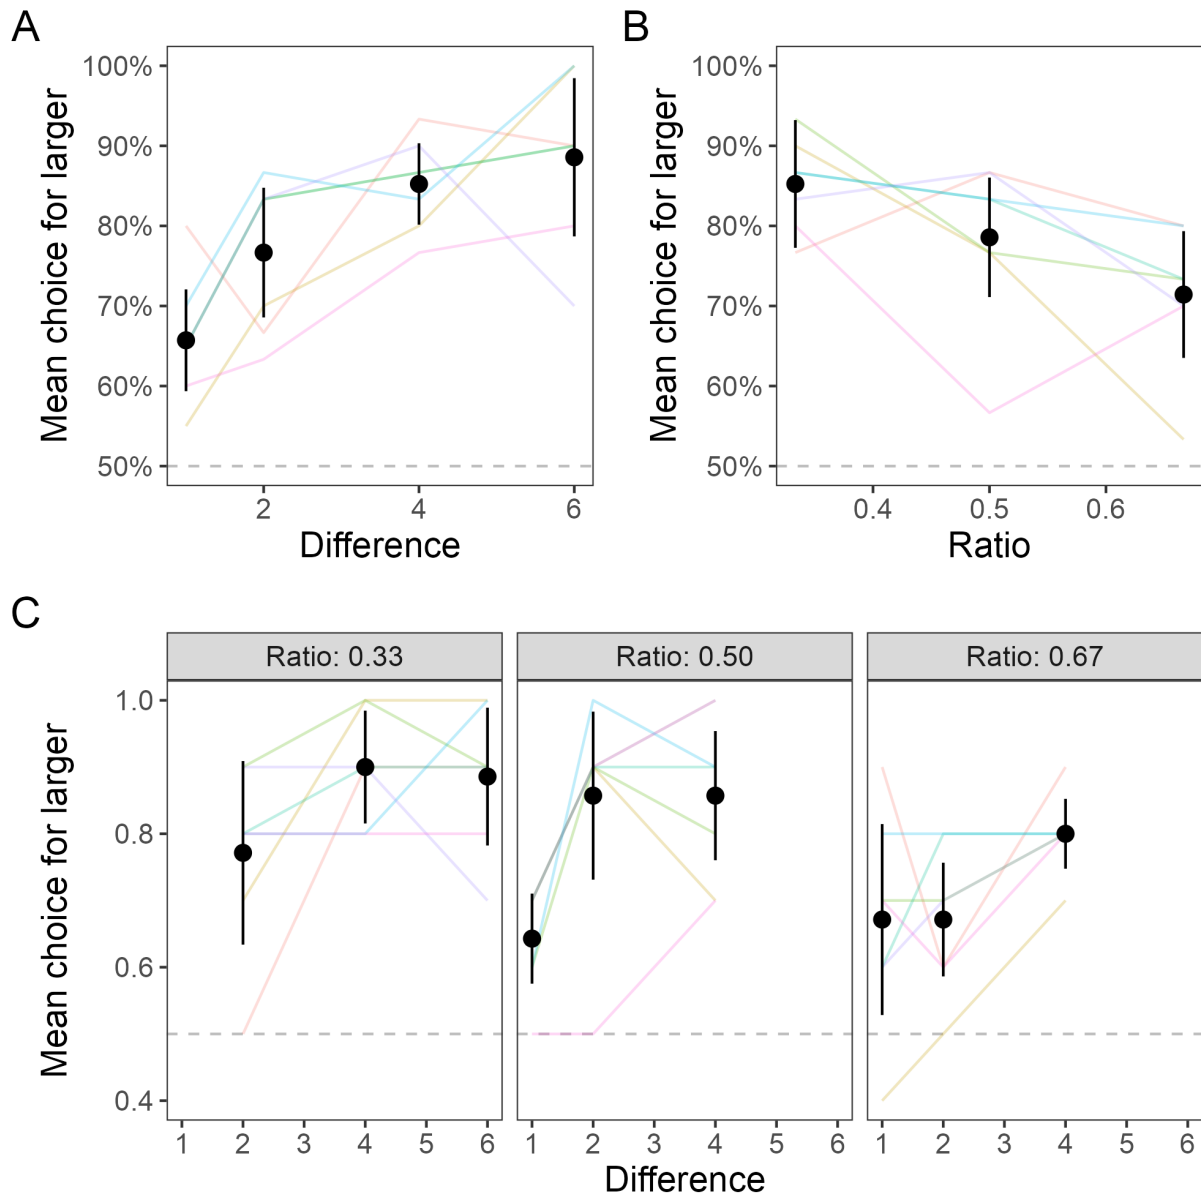 A
Mean choice for larger
100%
90%
80%
70%
60%
50%
2 4 6
Difference
B
Mean choice for larger
100%
90%
80%
70%
60%
50%
0.4 0.5 0.6
Ratio
C
Ratio: 0.33 Ratio: 0.50 Ratio: 0.67
Mean choice for larger
1.0
0.8
0.6
0.4
1 2 3 4 5 6 1 2 3 4 5 6 1 2 3 4 5 6
Difference